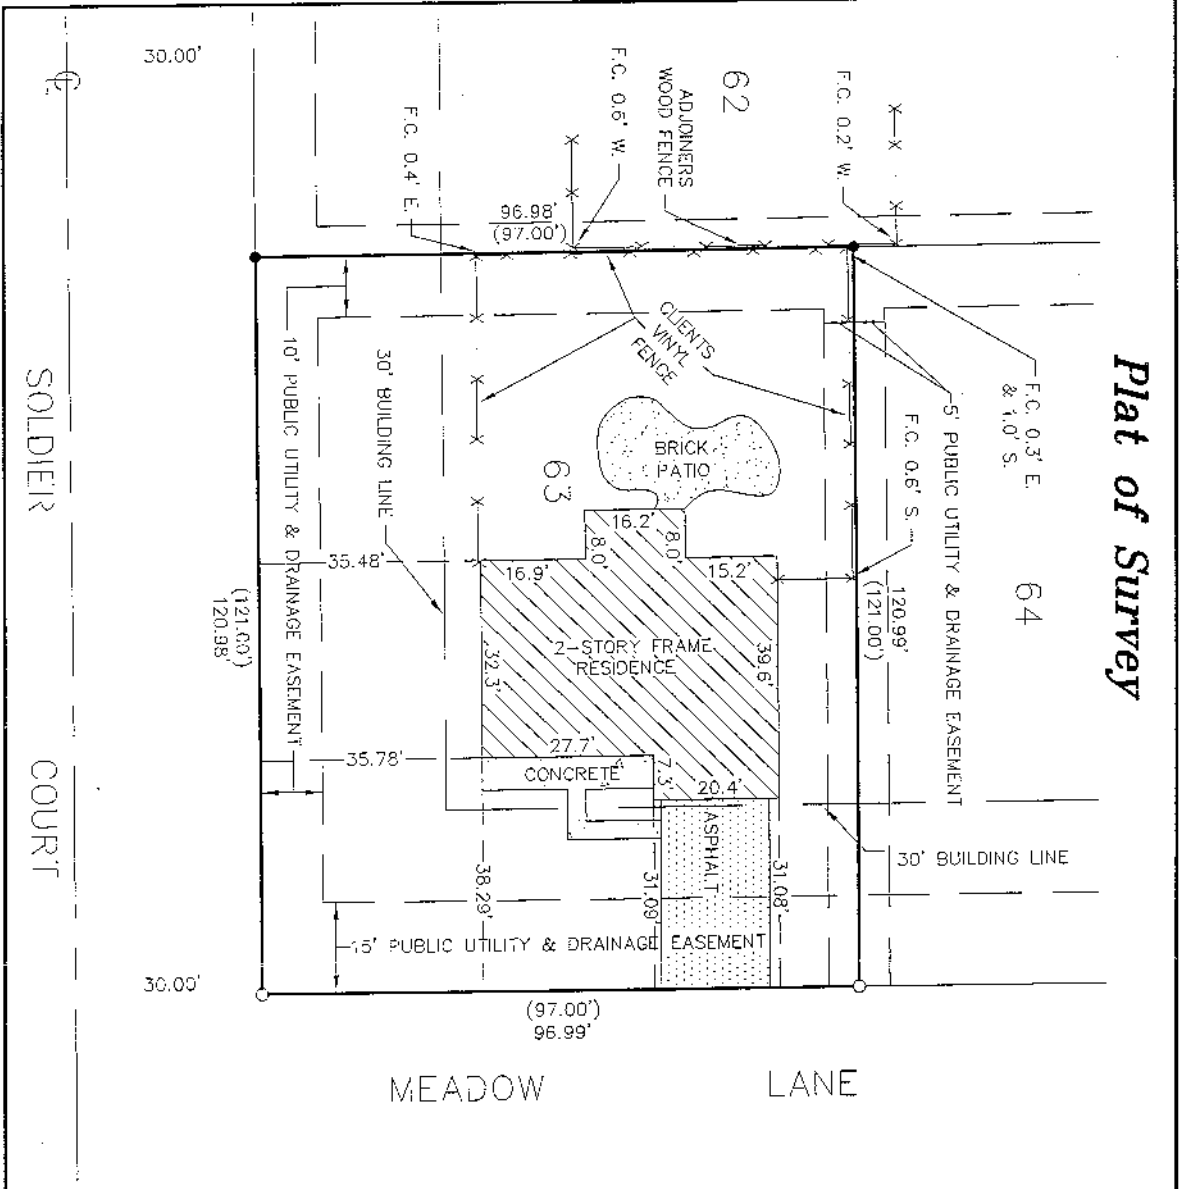 Plat of Survey
30.00'
℄
F.C. 0.4' E.
96.98'
(97.00')
F.C. 0.6' W.
ADJOINERS
WOOD FENCE
62
F.C. 0.2' W.
F.C. 0.3' E.
& 1.0' S.
5' PUBLIC UTILITY & DRAINAGE EASEMENT
F.C. 0.6' S.
64
120.99'
(121.00')
CLIENTS
VINYL
FENCE
BRICK
PATIO
63
10' PUBLIC UTILITY & DRAINAGE EASEMENT
30' BUILDING LINE
35.48'
(121.00')
120.98'
16.2'
8.0'
8.0'
16.9'
15.2'
2-STORY FRAME
RESIDENCE
32.3'
39.6'
35.78'
27.7'
CONCRETE
7.3'
20.4'
ASPHALT
30' BUILDING LINE
38.29'
31.09'
31.08'
15' PUBLIC UTILITY & DRAINAGE EASEMENT
30.00'
(97.00')
96.99'
SOLDIER COURT
MEADOW LANE